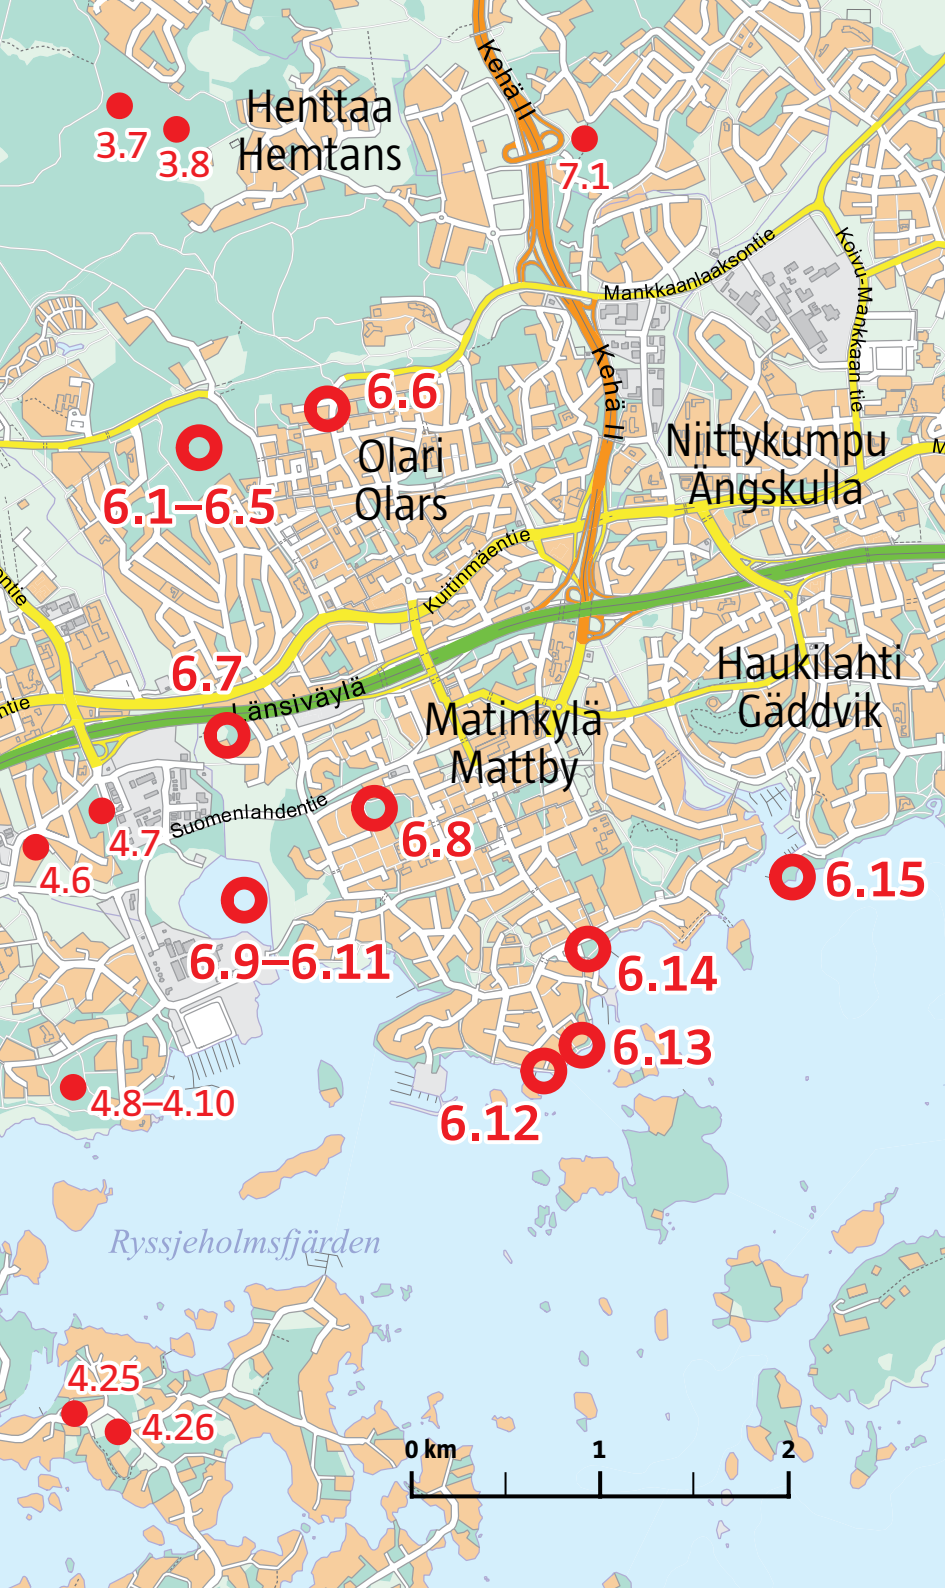 Kehä II
Henttaa
Hemtans
3.7
3.8
7.1
Mankkaanlaaksontie
Koivu-Mankkaan tie
Kehä II
6.6
Olari
Olars
Niittykumpu
Ängskulla
6.1–6.5
Kuitinmäentie
ontie
6.7
Haukilahti
Gäddvik
Länsiväylä
ntie
Matinkylä
Mattby
Suomenlahdentie
4.7
4.6
6.8
6.15
6.9–6.11
6.14
6.13
4.8–4.10
6.12
Ryssjeholmsfjärden
4.25
4.26
0 km 1 2